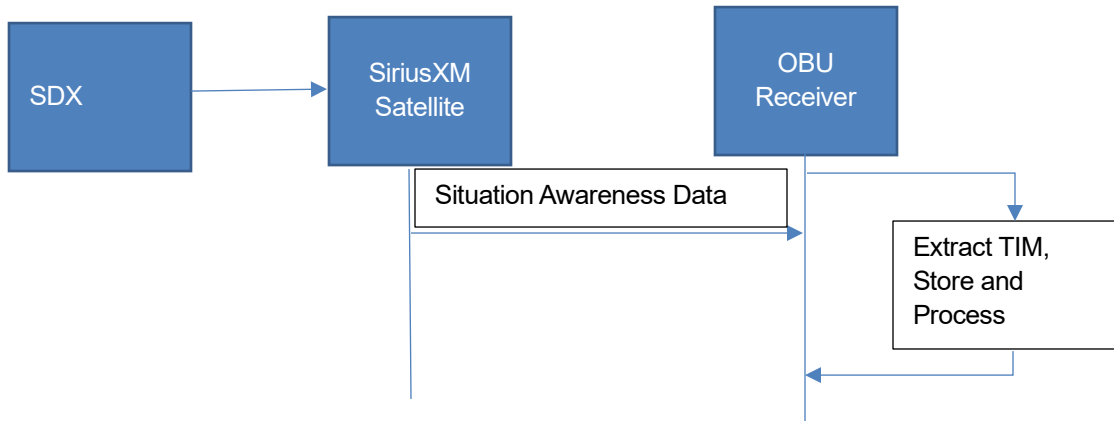 SDX
SiriusXM
Satellite
OBU
Receiver
Situation Awareness Data
Extract TIM,
Store and
Process